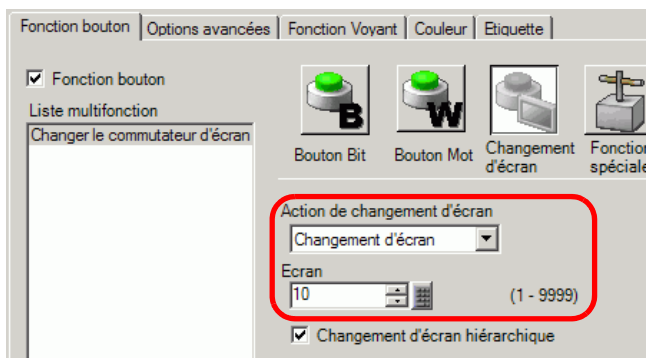 Fonction bouton Options avancées Fonction Voyant Couleur Etiquette
Fonction bouton
Liste multifonction
Changer le commutateur d'écran
B W
Bouton Bit Bouton Mot Changement d'écran Fonction spéciale
Action de changement d'écran
Changement d'écran
Ecran
10 (1 - 9999)
Changement d'écran hiérarchique